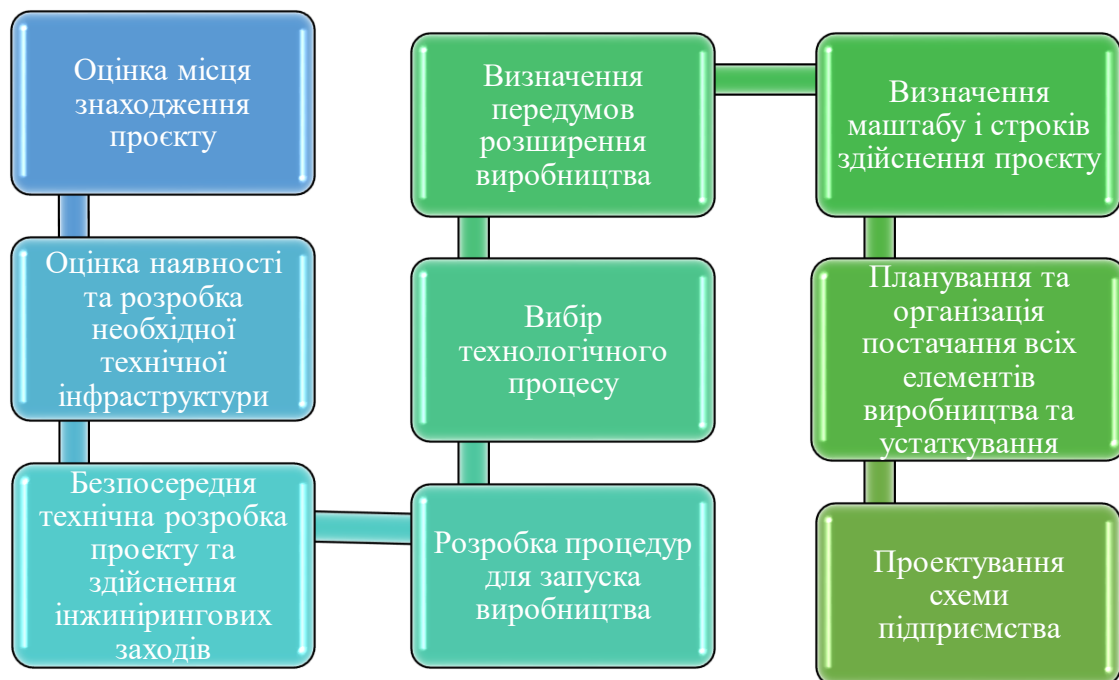 Оцінка місця
знаходження
проєкту
Оцінка наявності
та розробка
необхідної
технічної
інфраструктури
Безпосередня
технічна розробка
проекту та
здійснення
інжинірингових
заходів
Розробка процедур
для запуска
виробництва
Вибір
технологічного
процесу
Визначення
передумов
розширення
виробництва
Визначення
маштабу і строків
здійснення проєкту
Планування та
організація
постачання всіх
елементів
виробництва та
устаткування
Проектування
схеми
підприємства